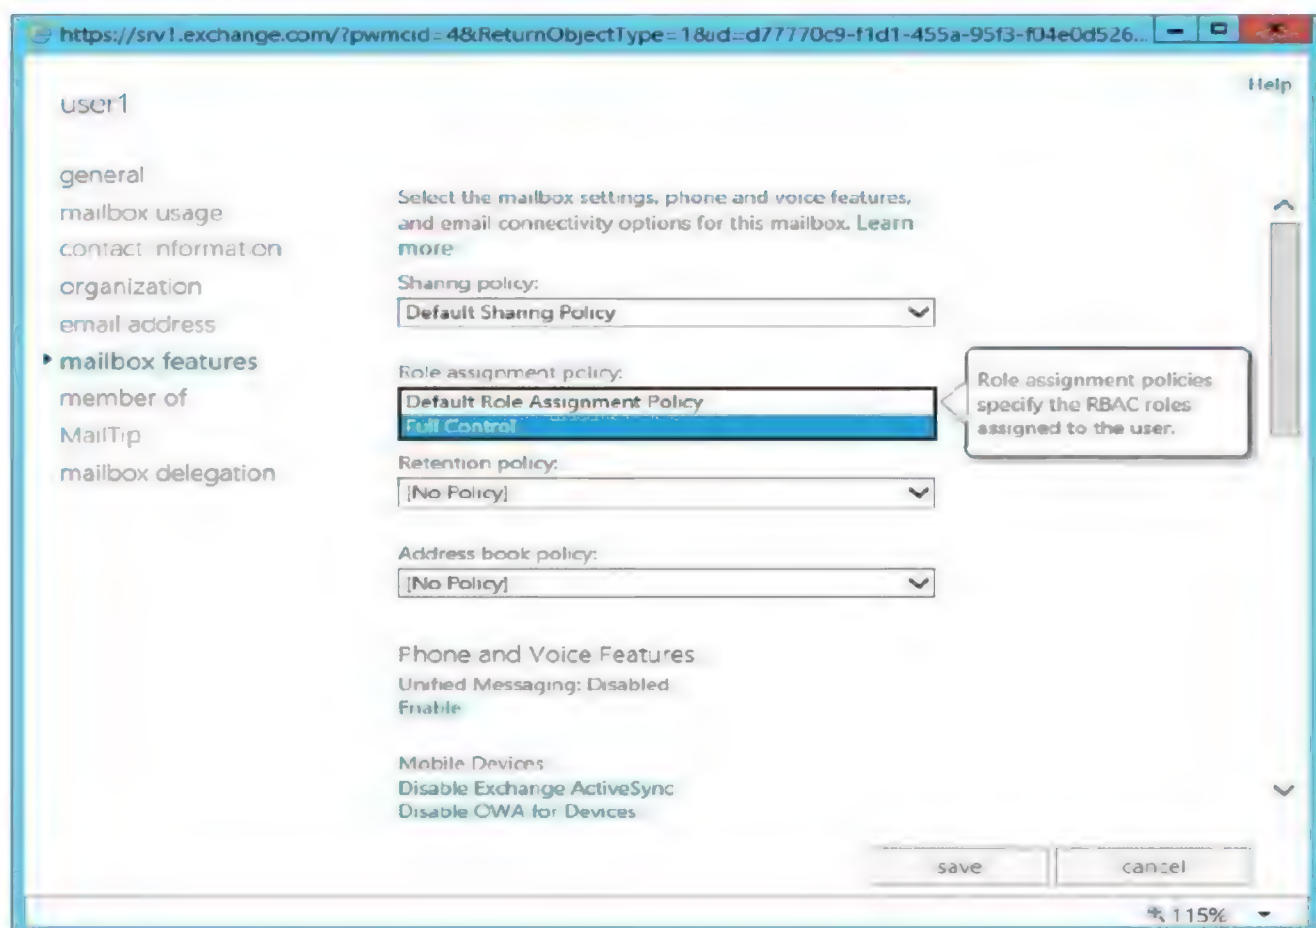 https://srv1.exchange.com/?pwmcid=4&ReturnObjectType=1&id=d77770c9-f1d1-455a-95f3-f04e0d526...
Help
user1
general
mailbox usage
contact information
organization
email address
mailbox features
member of
MailTip
mailbox delegation
Select the mailbox settings, phone and voice features,
and email connectivity options for this mailbox. Learn
more
Sharing policy:
Default Sharing Policy
Role assignment policy:
Default Role Assignment Policy
Full Control
Role assignment policies
specify the RBAC roles
assigned to the user.
Retention policy:
[No Policy]
Address book policy:
[No Policy]
Phone and Voice Features
Unified Messaging: Disabled
Enable
Mobile Devices
Disable Exchange ActiveSync
Disable OWA for Devices
save
cancel
115%